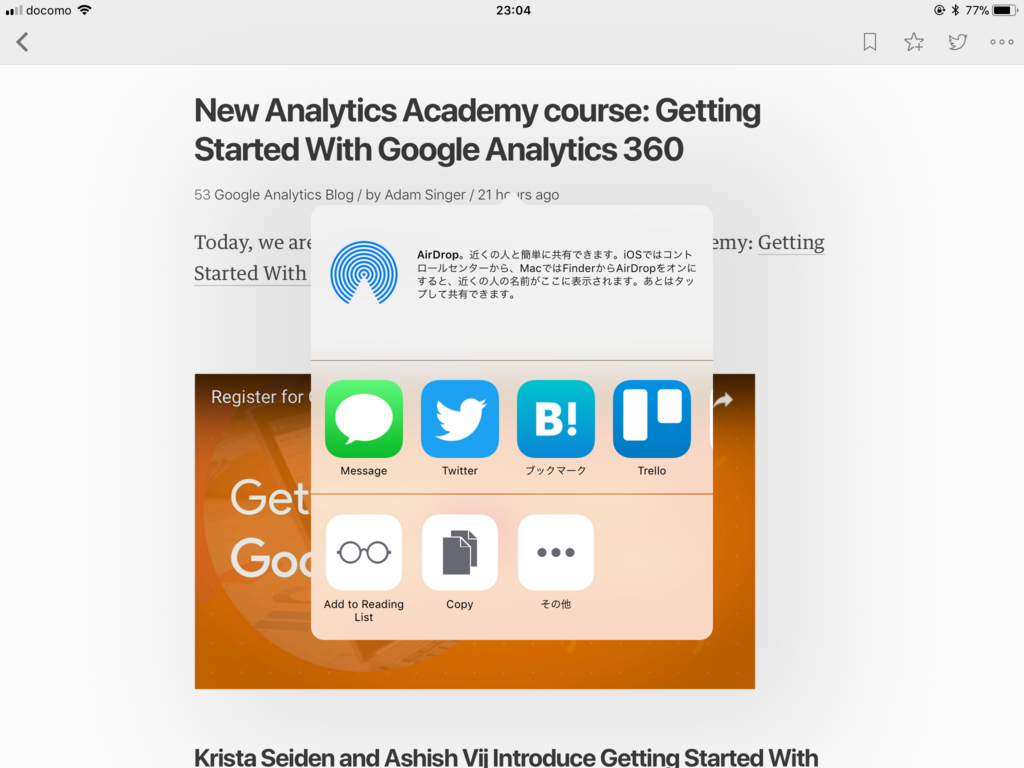 docomo
23:04
77%
New Analytics Academy course: Getting
Started With Google Analytics 360
53 Google Analytics Blog / by Adam Singer / 21 hours ago
Today, we are
emy: Getting
Started With
AirDrop。近くの人と簡単に共有できます。iOSではコント
ロールセンターから、MacではFinderからAirDropをオンに
すると、近くの人の名前がここに表示されます。あとはタッ
プして共有できます。
Register for
Get
Goo
B!
Message
Twitter
ブックマーク
Trello
Add to Reading
List
Copy
その他
Krista Seiden and Ashish Vij Introduce Getting Started With